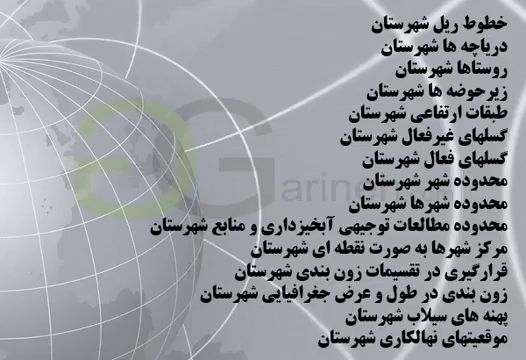 خطوط ریل شهرستان
دریاچه ها شهرستان
روستاها شهرستان
زیرحوضه ها شهرستان
طبقات ارتفاعی شهرستان
گسلهای غیرفعال شهرستان
گسلهای فعال شهرستان
محدوده شهر شهرستان
محدوده شهرها شهرستان
محدوده مطالعات توجیهی آبخیزداری و منابع شهرستان
مرکز شهرها به صورت نقطه ای شهرستان
قرارگیری در تقسیمات زون بندی شهرستان
زون بندی در طول و عرض جغرافیایی شهرستان
پهنه های سیلاب شهرستان
موقعیتهای نهالکاری شهرستان